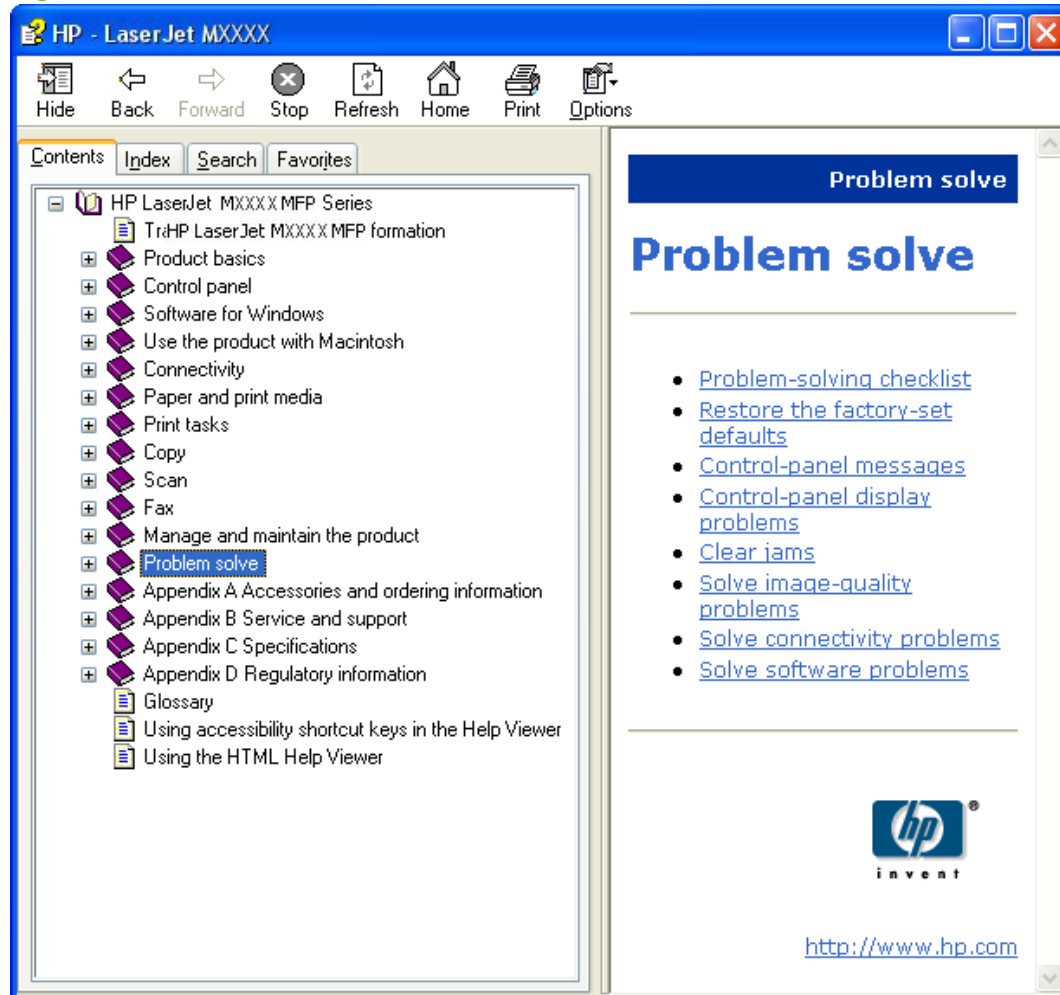 HP - LaserJet MXXXX
Hide Back Forward Stop Refresh Home Print Options
Contents Index Search Favorites
HP LaserJet MXXXX MFP Series
TraHP LaserJet MXXXX MFP formation
Product basics
Control panel
Software for Windows
Use the product with Macintosh
Connectivity
Paper and print media
Print tasks
Copy
Scan
Fax
Manage and maintain the product
Problem solve
Appendix A Accessories and ordering information
Appendix B Service and support
Appendix C Specifications
Appendix D Regulatory information
Glossary
Using accessibility shortcut keys in the Help Viewer
Using the HTML Help Viewer
Problem solve
Problem solve
Problem-solving checklist
Restore the factory-set
defaults
Control-panel messages
Control-panel display
problems
Clear jams
Solve image-quality
problems
Solve connectivity problems
Solve software problems
hp
®
invent
http://www.hp.com